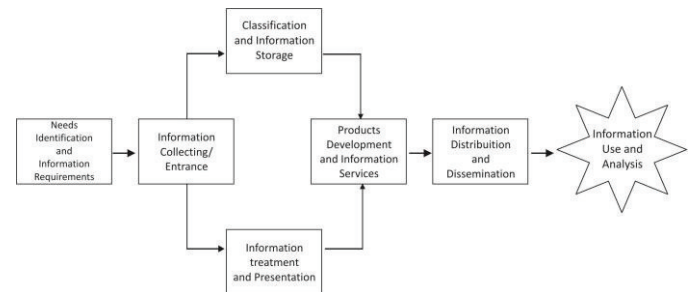 Classification
and Information
Storage
Needs
Identification
and
Information
Requirements
Information
Collecting/
Entrance
Products
Development
and Information
Services
Information
Distribuition
and
Dissemination
Information
Use and
Analysis
Information
treatment
and Presentation